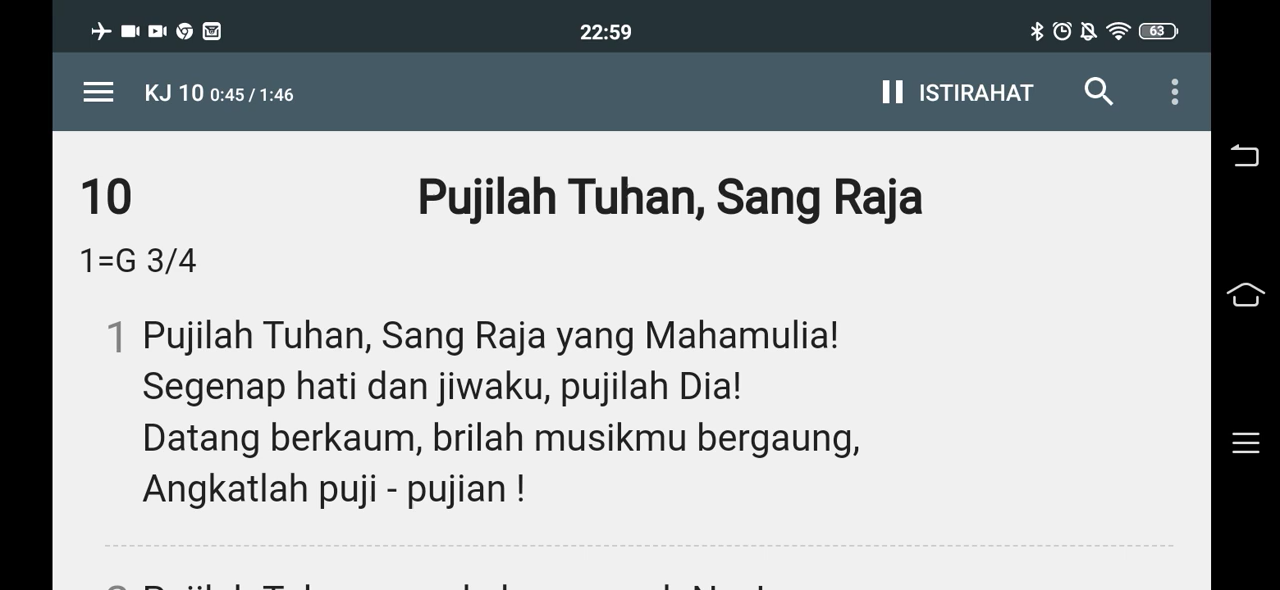 22:59
63
KJ 10 0:45 / 1:46
ISTIRAHAT
10 Pujilah Tuhan, Sang Raja
1=G 3/4
1 Pujilah Tuhan, Sang Raja yang Mahamulia!
Segenap hati dan jiwaku, pujilah Dia!
Datang berkaum, brilah musikmu bergaung,
Angkatlah puji - pujian !